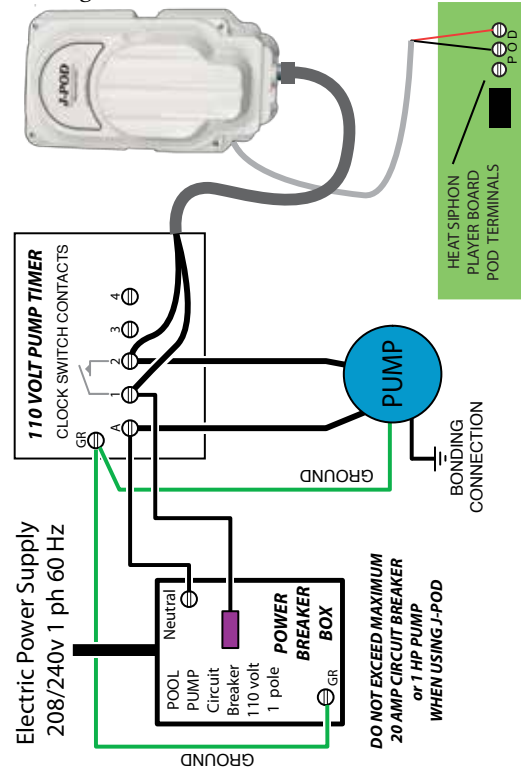 Electric Power Supply
208/240v 1 ph 60 Hz
GROUND
Neutral
POOL
PUMP
Circuit
Breaker
110 volt
1 pole
POWER
BREAKER
BOX
GR
DO NOT EXCEED MAXIMUM
20 AMP CIRCUIT BREAKER
or 1 HP PUMP
WHEN USING J-POD
110 VOLT PUMP TIMER
CLOCK SWITCH CONTACTS
GR
A
1
2
3
4
GROUND
PUMP
BONDING
CONNECTION
J-POD
HEAT SIPHON
PLAYER BOARD
POD TERMINALS
P O D